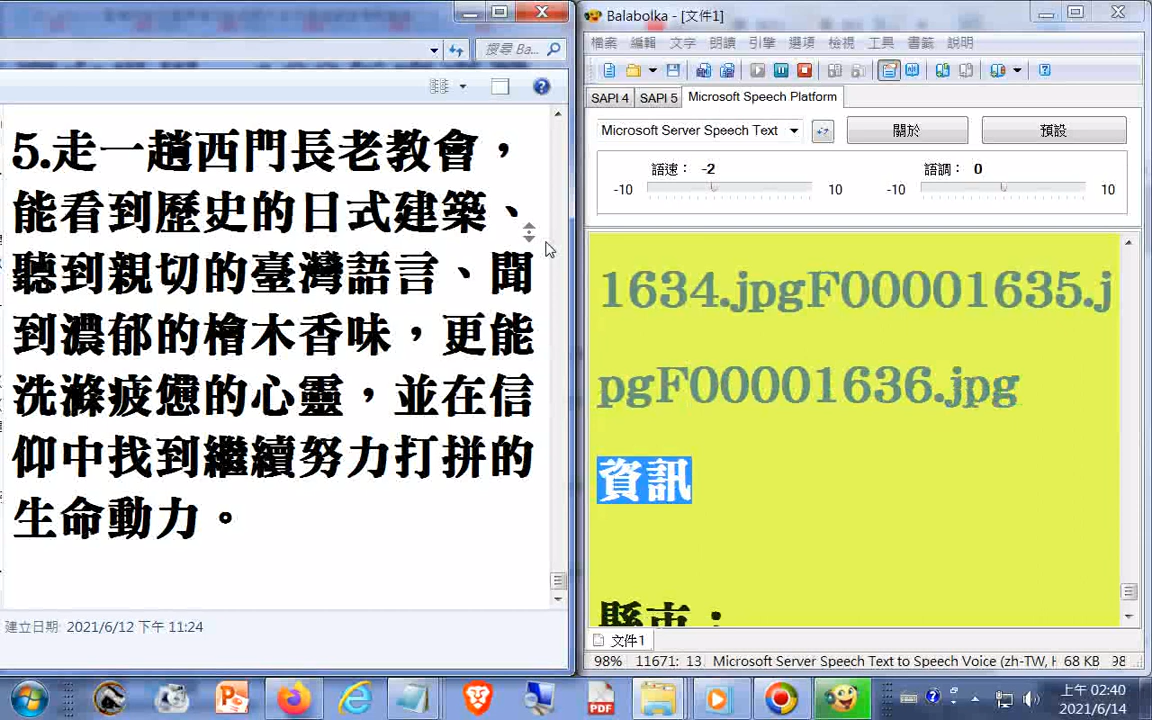 搜尋 Ba...
5.走一趟西門長老教會，
能看到歷史的日式建築、
聽到親切的臺灣語言、聞
到濃郁的檜木香味，更能
洗滌疲憊的心靈，並在信
仰中找到繼續努力打拼的
生命動力。
建立日期: 2021/6/12 下午 11:24
Balabolka - [文件1]
檔案 編輯 文字 朗讀 引擎 選項 檢視 工具 書籤 說明
SAPI 4 SAPI 5 Microsoft Speech Platform
Microsoft Server Speech Text 關於 預設
語速： -2 語調： 0
-10 10 -10 10
1634.jpgF00001635.j
pgF00001636.jpg
資訊
縣市：
文件1
98% 11671: 13 Microsoft Server Speech Text to Speech Voice (zh-TW, H 68 KB 98
PDF
上午 02:40
2021/6/14